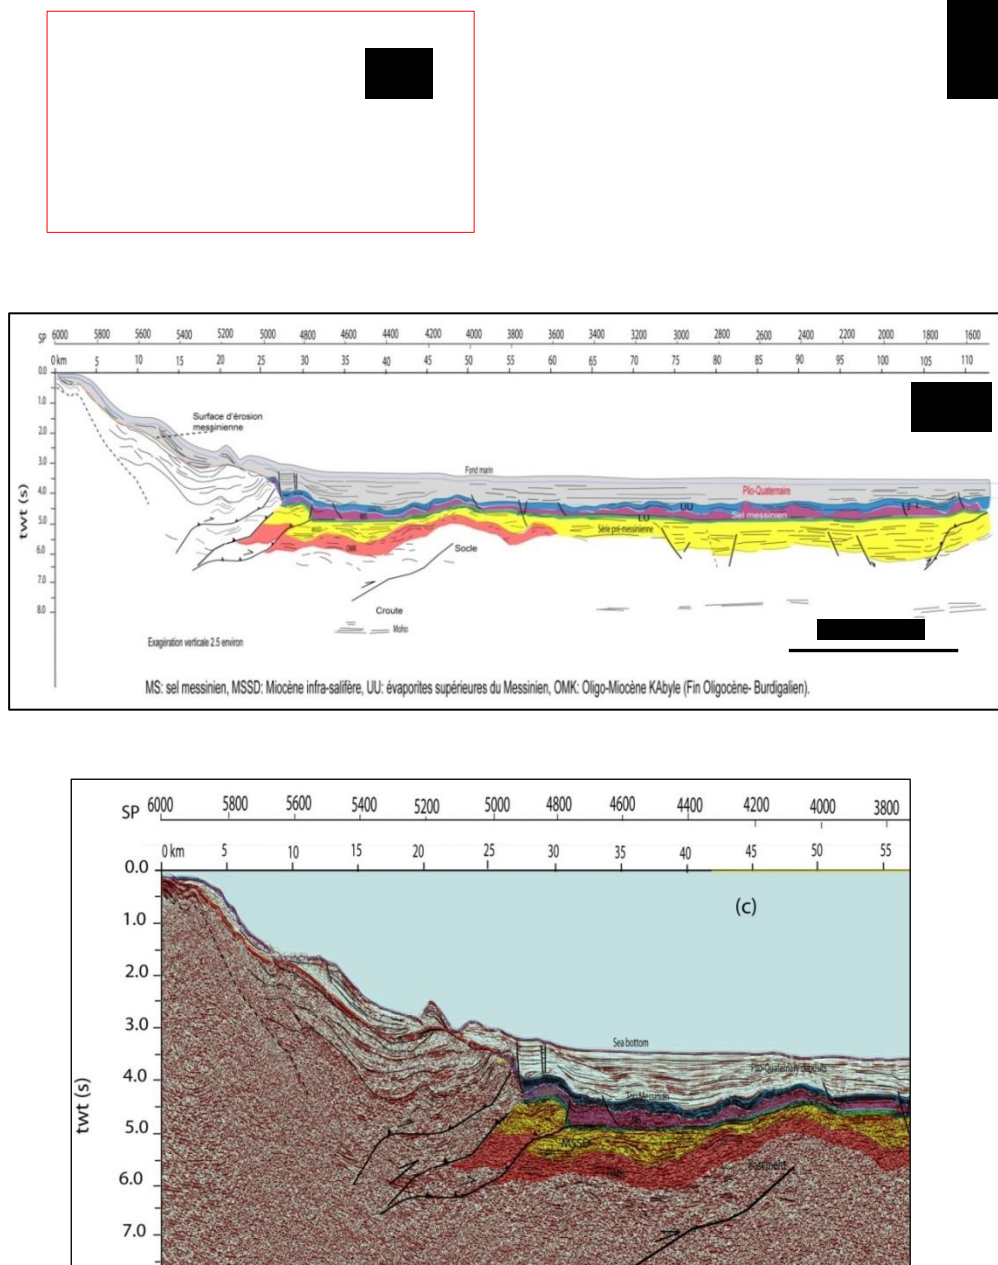 SP 6000 5800 5600 5400 5200 5000 4800 4600 4400 4200 4000 3800 3600 3400 3200 3000 2800 2600 2400 2200 2000 1800 1600
0 km 5 10 15 20 25 30 35 40 45 50 55 60 65 70 75 80 85 90 95 100 105 110
0.0
1.0
Surface d'érosion
messinienne
2.0
3.0
Fond marin
4.0
Plio-Quaternaire
UU
MS
LU
Sel messinien
5.0
MSSD
Série pré-messinienne
OMK
Socle
6.0
7.0
8.0
Croute
Moho
twt (s)
Exagération verticale 2.5 environ
MS: sel messinien, MSSD: Miocène infra-salifère, UU: évaporites supérieures du Messinien, OMK: Oligo-Miocène KAbyle (Fin Oligocène- Burdigalien).
SP 6000 5800 5600 5400 5200 5000 4800 4600 4400 4200 4000 3800
0 km 5 10 15 20 25 30 35 40 45 50 55
0.0
(c)
1.0
2.0
3.0
Sea bottom
Plio-Quaternary deposits
4.0
5.0
MSSD
Basement
6.0
7.0
twt (s)